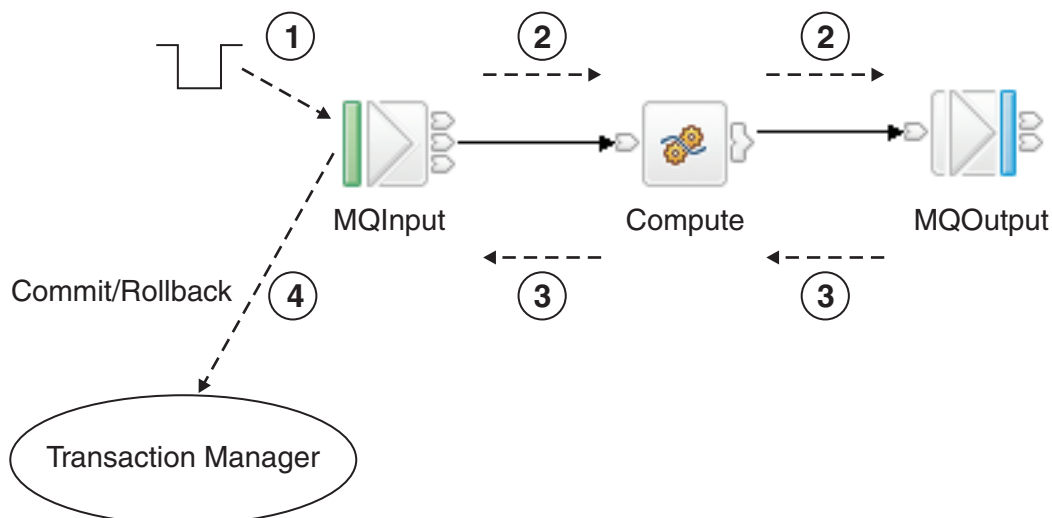 1
2
2
MQInput
Compute
MQOutput
3
3
Commit/Rollback
4
Transaction Manager